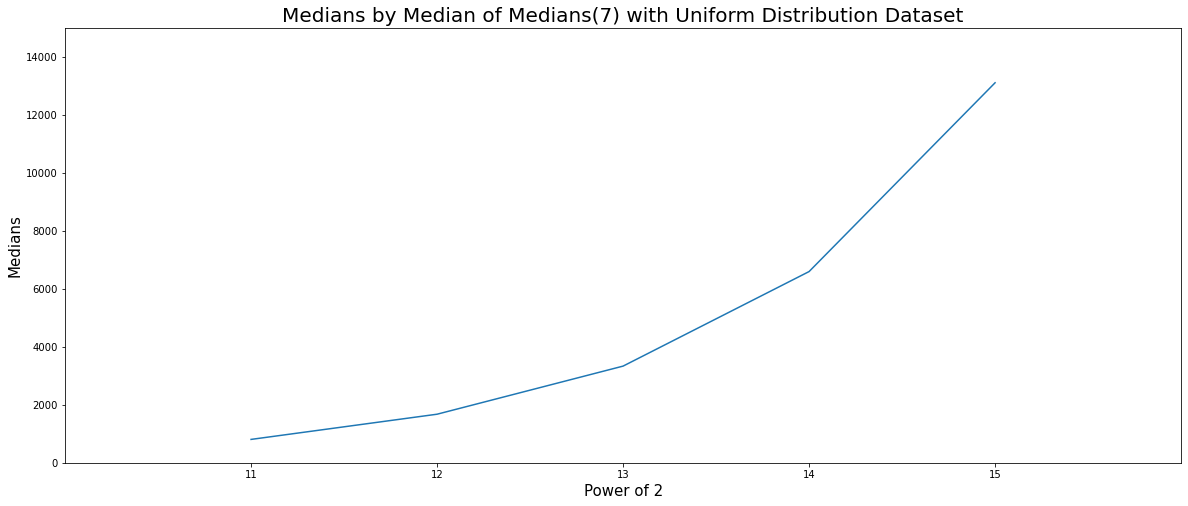 Medians by Median of Medians(7) with Uniform Distribution Dataset
14000
12000
10000
8000
6000
4000
2000
0
Medians
11 12 13 14 15
Power of 2